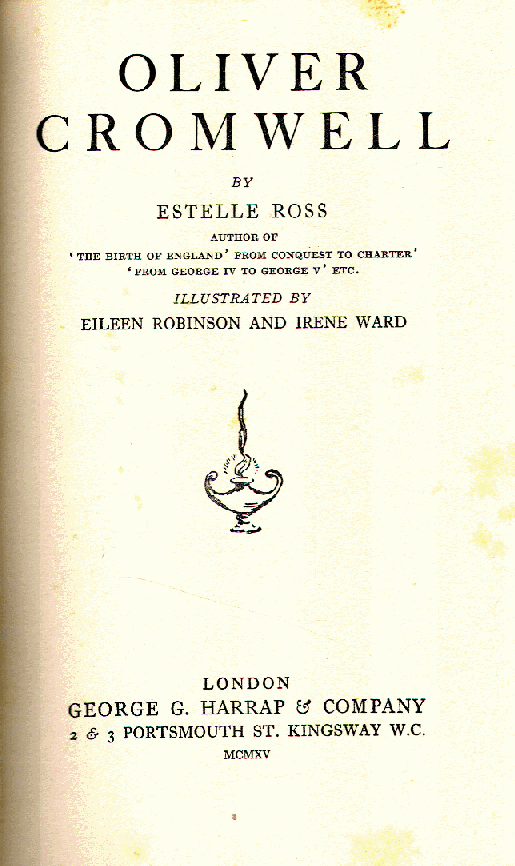 OLIVER
CROMWELL
BY
ESTELLE ROSS
AUTHOR OF
‘ THE BIRTH OF ENGLAND ’ FROM CONQUEST TO CHARTER ’
‘ FROM GEORGE IV TO GEORGE V ’ ETC.
ILLUSTRATED BY
EILEEN ROBINSON AND IRENE WARD
LONDON
GEORGE G. HARRAP & COMPANY
2 & 3 PORTSMOUTH ST. KINGSWAY W.C.
MCMXV